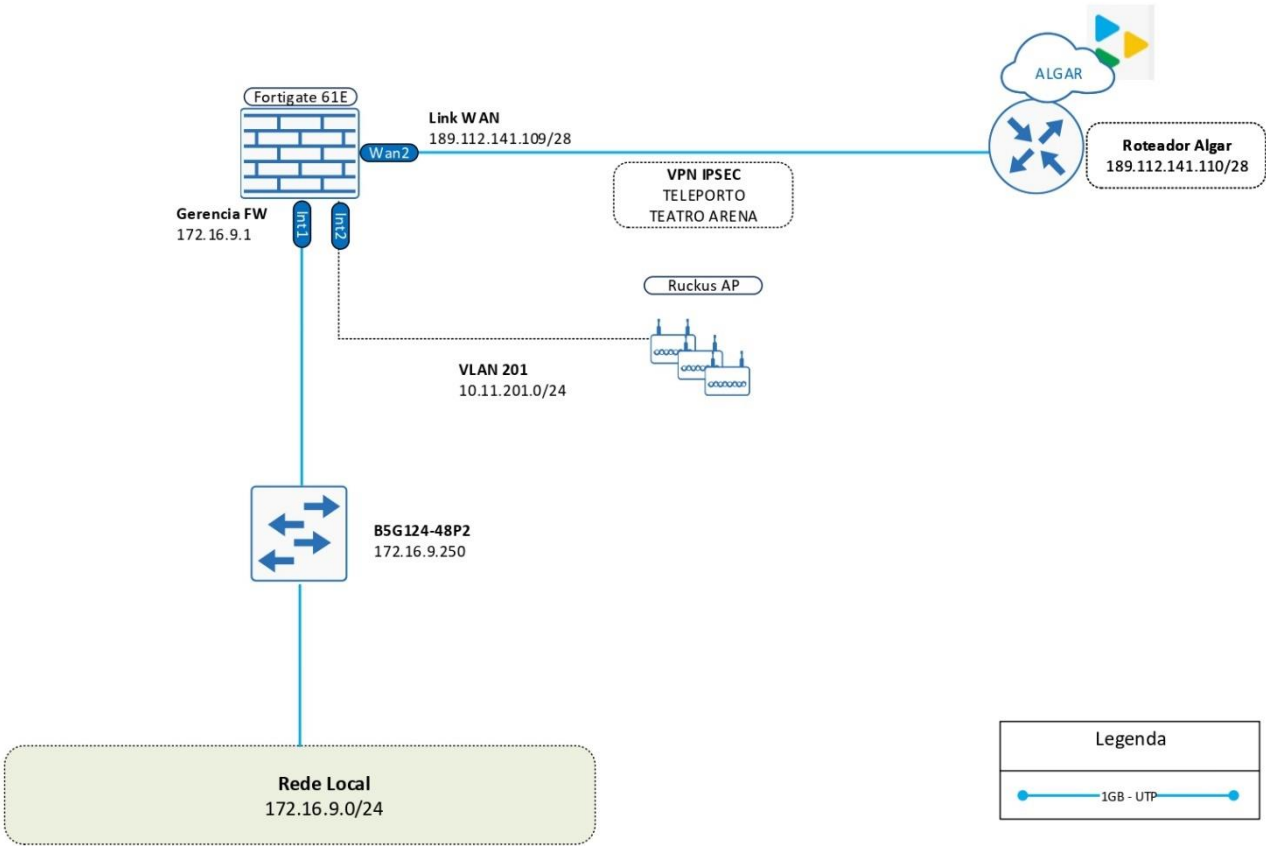 ALGAR
Fortigate 61E
Link WAN
189.112.141.109/28
Wan2
Roteador Algar
189.112.141.110/28
VPN IPSEC
TELEPORTO
TEATRO ARENA
Gerencia FW
172.16.9.1
Int1
Int2
Ruckus AP
VLAN 201
10.11.201.0/24
B5G124-48P2
172.16.9.250
Rede Local
172.16.9.0/24
Legenda
1GB - UTP